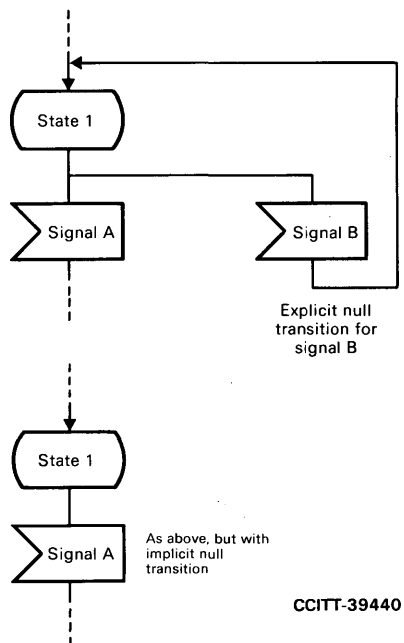 State 1
Signal A
Signal B
Explicit null
transition for
signal B
State 1
Signal A
As above, but with
implicit null
transition
CCITT-39440